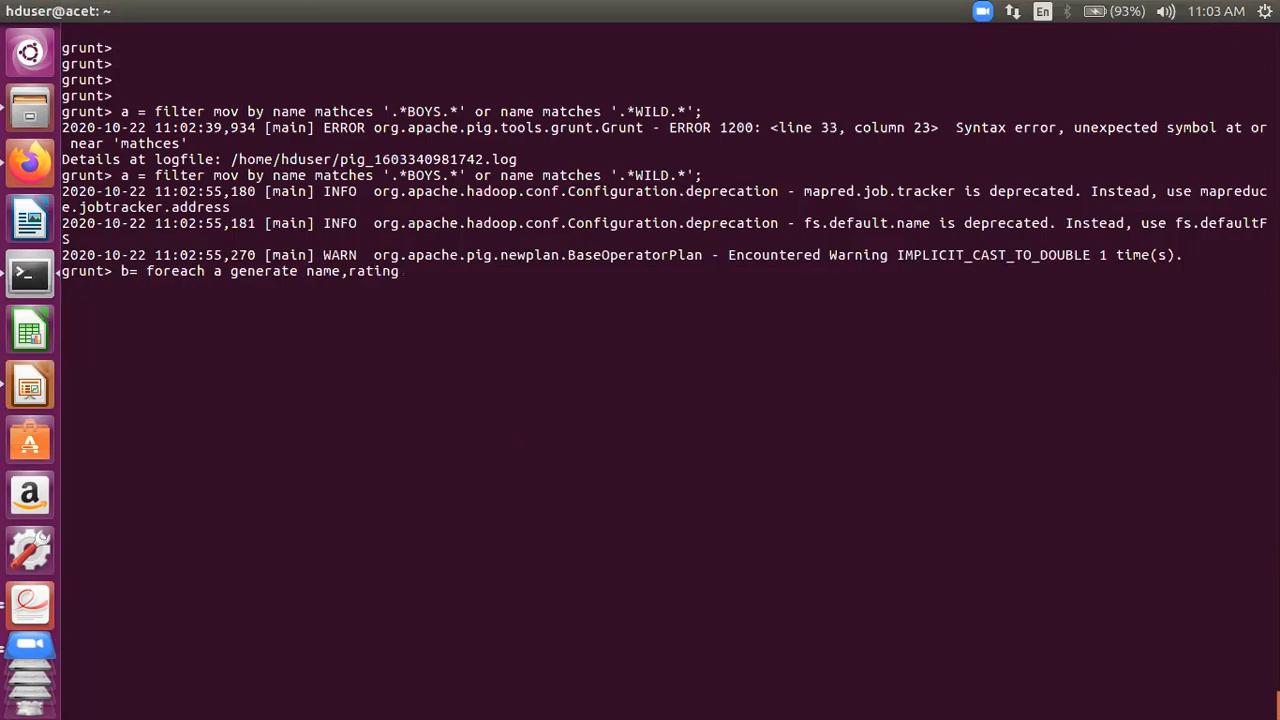 hduser@acet: ~
En
(93%)
11:03 AM
grunt>
grunt>
grunt>
grunt>
grunt> a = filter mov by name mathces '.*BOYS.*' or name matches '.*WILD.*';
2020-10-22 11:02:39,934 [main] ERROR org.apache.pig.tools.grunt.Grunt - ERROR 1200: <line 33, column 23>  Syntax error, unexpected symbol at or
 near 'mathces'
Details at logfile: /home/hduser/pig_1603340981742.log
grunt> a = filter mov by name matches '.*BOYS.*' or name matches '.*WILD.*';
2020-10-22 11:02:55,180 [main] INFO  org.apache.hadoop.conf.Configuration.deprecation - mapred.job.tracker is deprecated. Instead, use mapreduc
e.jobtracker.address
2020-10-22 11:02:55,181 [main] INFO  org.apache.hadoop.conf.Configuration.deprecation - fs.default.name is deprecated. Instead, use fs.defaultF
S
2020-10-22 11:02:55,270 [main] WARN  org.apache.pig.newplan.BaseOperatorPlan - Encountered Warning IMPLICIT_CAST_TO_DOUBLE 1 time(s).
grunt> b= foreach a generate name,rating